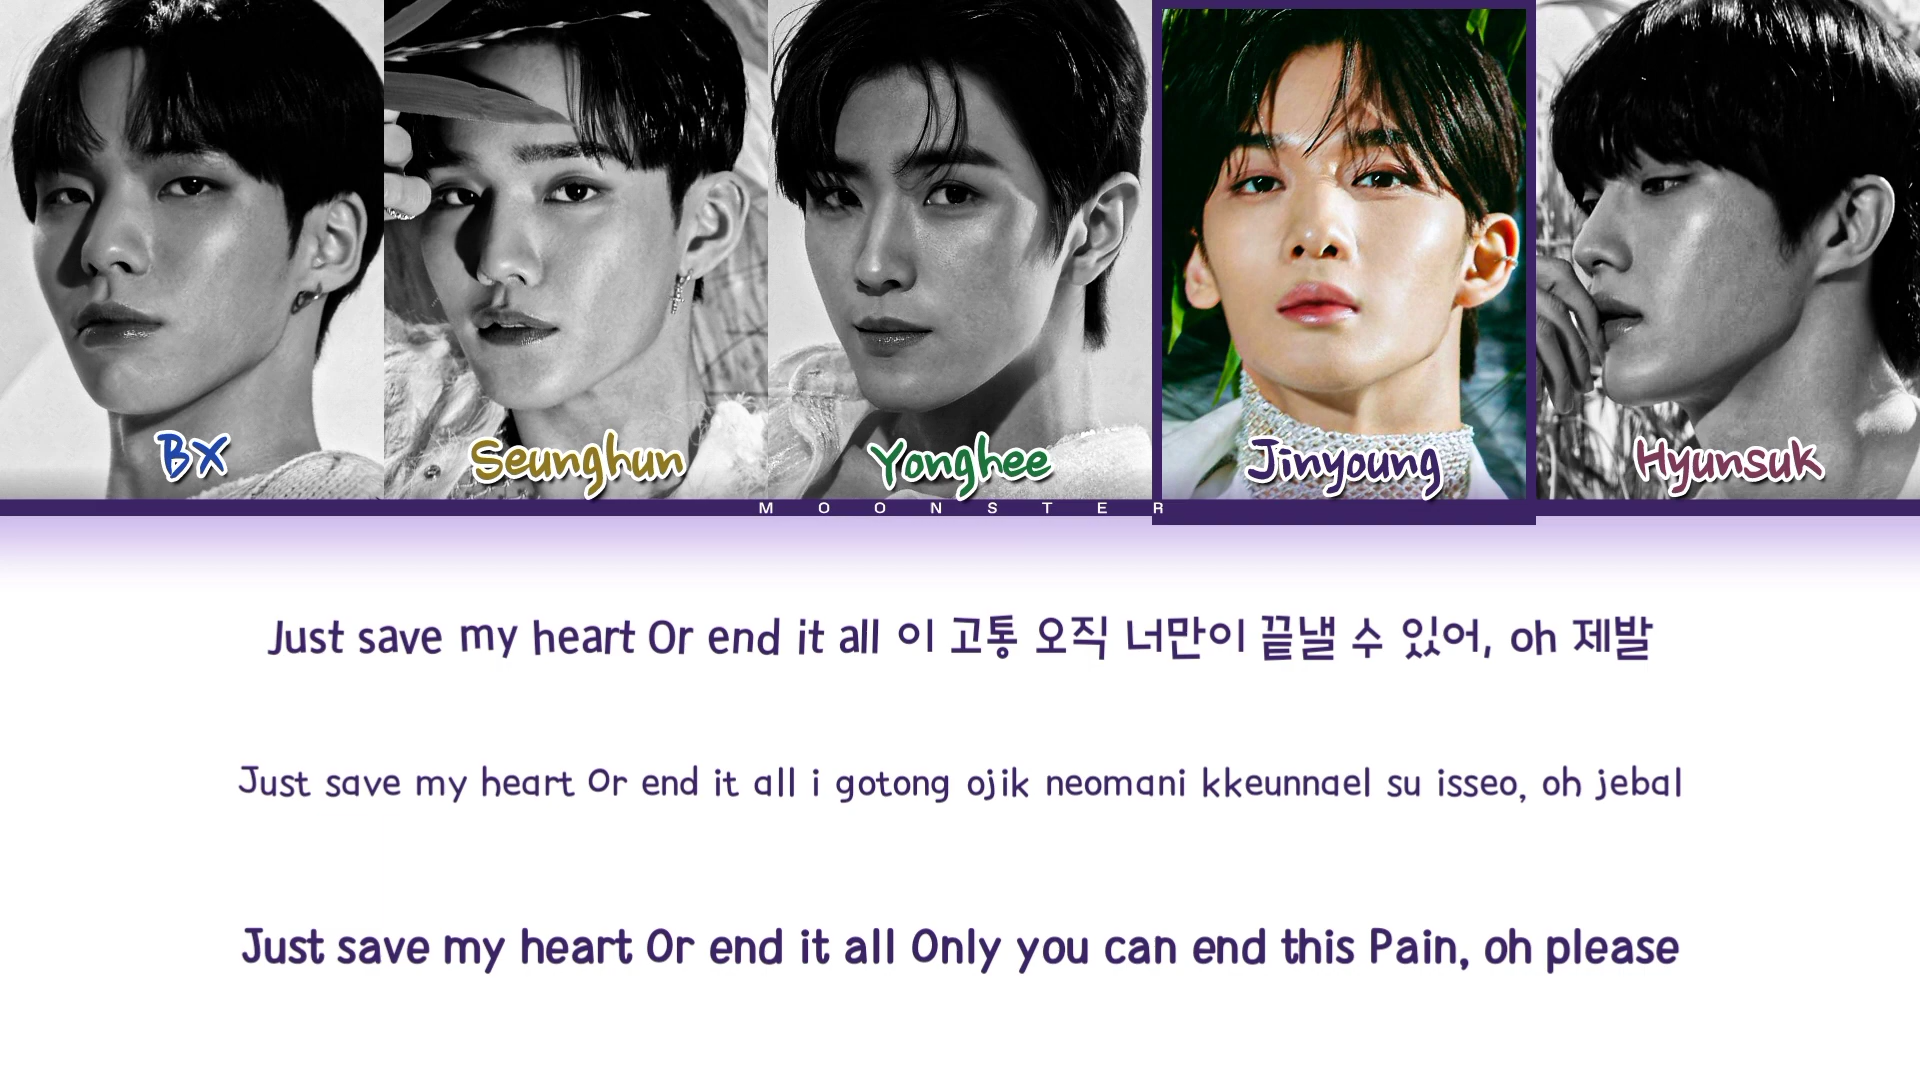 BX
Seunghun
Yonghee
Jinyoung
Hyunsuk
MOONSTER
Just save my heart Or end it all 이 고통 오직 너만이 끝낼 수 있어, oh 제발
Just save my heart Or end it all i gotong ojik neomani kkeunnael su isseo, oh jebal
Just save my heart Or end it all Only you can end this Pain, oh please